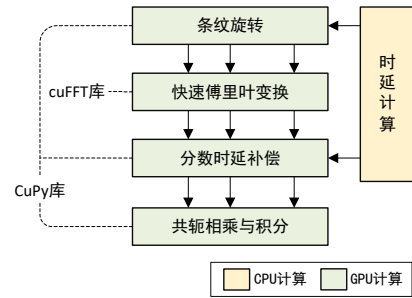 条纹旋转
时延计算
cuFFT库
快速傅里叶变换
分数时延补偿
CuPy库
共轭相乘与积分
CPU计算
GPU计算